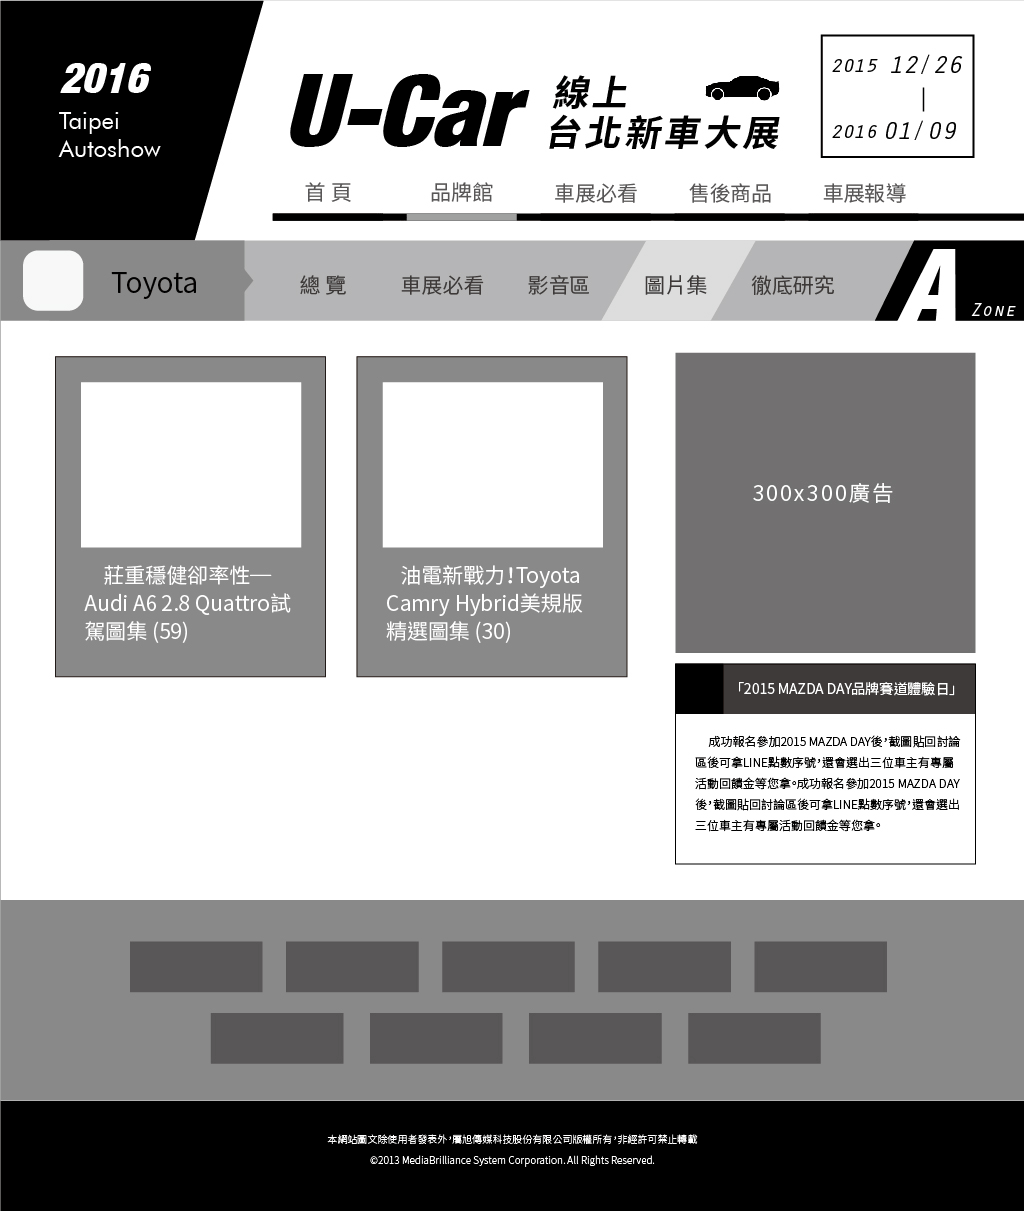 2016
Taipei
Autoshow
U-Car
線上
台北新車大展
2015 12/26
|
2016 01/09
首 頁 品牌館 車展必看 售後商品 車展報導
Toyota 總 覽 車展必看 影音區 圖片集 徹底研究
A ZONE
莊重穩健卻率性—
Audi A6 2.8 Quattro試
駕圖集 (59)
油電新戰力！Toyota
Camry Hybrid美規版
精選圖集 (30)
300x300廣告
「2015 MAZDA DAY品牌賽道體驗日」
成功報名參加2015 MAZDA DAY後，截圖貼回討論
區後可拿LINE點數序號，還會選出三位車主有專屬
活動回饋金等您拿。成功報名參加2015 MAZDA DAY
後，截圖貼回討論區後可拿LINE點數序號，還會選出
三位車主有專屬活動回饋金等您拿。
本網站圖文除使用者發表外，屬旭傳媒科技股份有限公司版權所有，非經許可禁止轉載
©2013 MediaBrilliance System Corporation. All Rights Reserved.